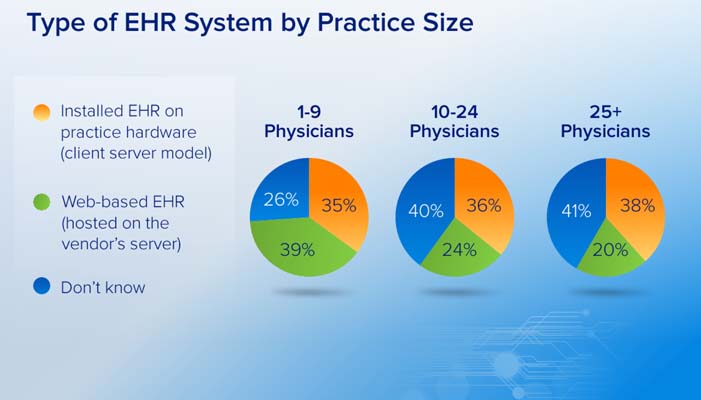 Type of EHR System by Practice Size
Installed EHR on
practice hardware
(client server model)
Web-based EHR
(hosted on the
vendor's server)
Don't know
1-9
Physicians
26%
35%
39%
10-24
Physicians
40%
36%
24%
25+
Physicians
41%
38%
20%